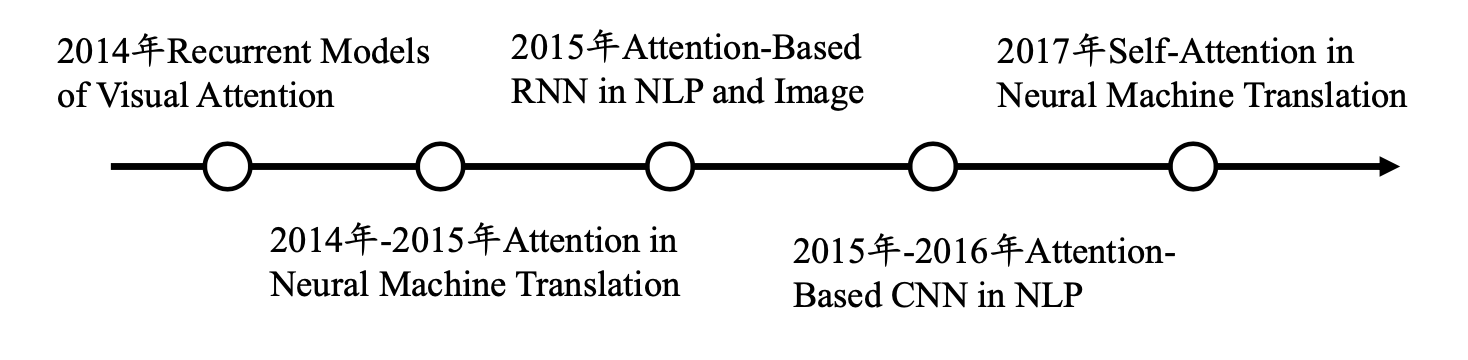 2014年Recurrent Models
of Visual Attention
2014年-2015年Attention in
Neural Machine Translation
2015年Attention-Based
RNN in NLP and Image
2015年-2016年Attention-
Based CNN in NLP
2017年Self-Attention in
Neural Machine Translation